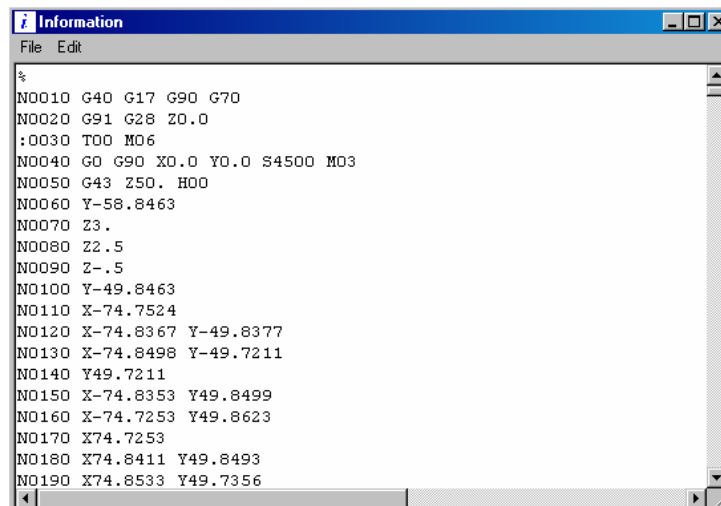 Information
File Edit
%
N0010 G40 G17 G90 G70
N0020 G91 G28 Z0.0
:0030 T00 M06
N0040 G0 G90 X0.0 Y0.0 S4500 M03
N0050 G43 Z50. H00
N0060 Y-58.8463
N0070 Z3.
N0080 Z2.5
N0090 Z-.5
N0100 Y-49.8463
N0110 X-74.7524
N0120 X-74.8367 Y-49.8377
N0130 X-74.8498 Y-49.7211
N0140 Y49.7211
N0150 X-74.8353 Y49.8499
N0160 X-74.7253 Y49.8623
N0170 X74.7253
N0180 X74.8411 Y49.8493
N0190 X74.8533 Y49.7356